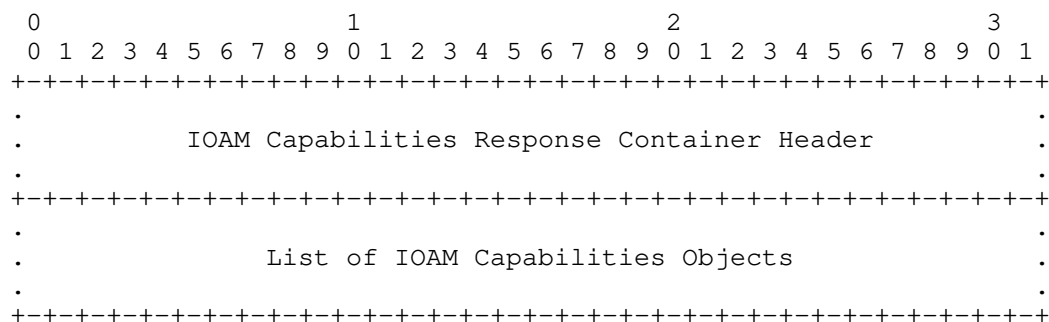 0                   1                   2                   3
 0 1 2 3 4 5 6 7 8 9 0 1 2 3 4 5 6 7 8 9 0 1 2 3 4 5 6 7 8 9 0 1
+-+-+-+-+-+-+-+-+-+-+-+-+-+-+-+-+-+-+-+-+-+-+-+-+-+-+-+-+-+-+-+-+
.                                                               .
.          IOAM Capabilities Response Container Header          .
.                                                               .
+-+-+-+-+-+-+-+-+-+-+-+-+-+-+-+-+-+-+-+-+-+-+-+-+-+-+-+-+-+-+-+-+
.                                                               .
.               List of IOAM Capabilities Objects               .
.                                                               .
+-+-+-+-+-+-+-+-+-+-+-+-+-+-+-+-+-+-+-+-+-+-+-+-+-+-+-+-+-+-+-+-+